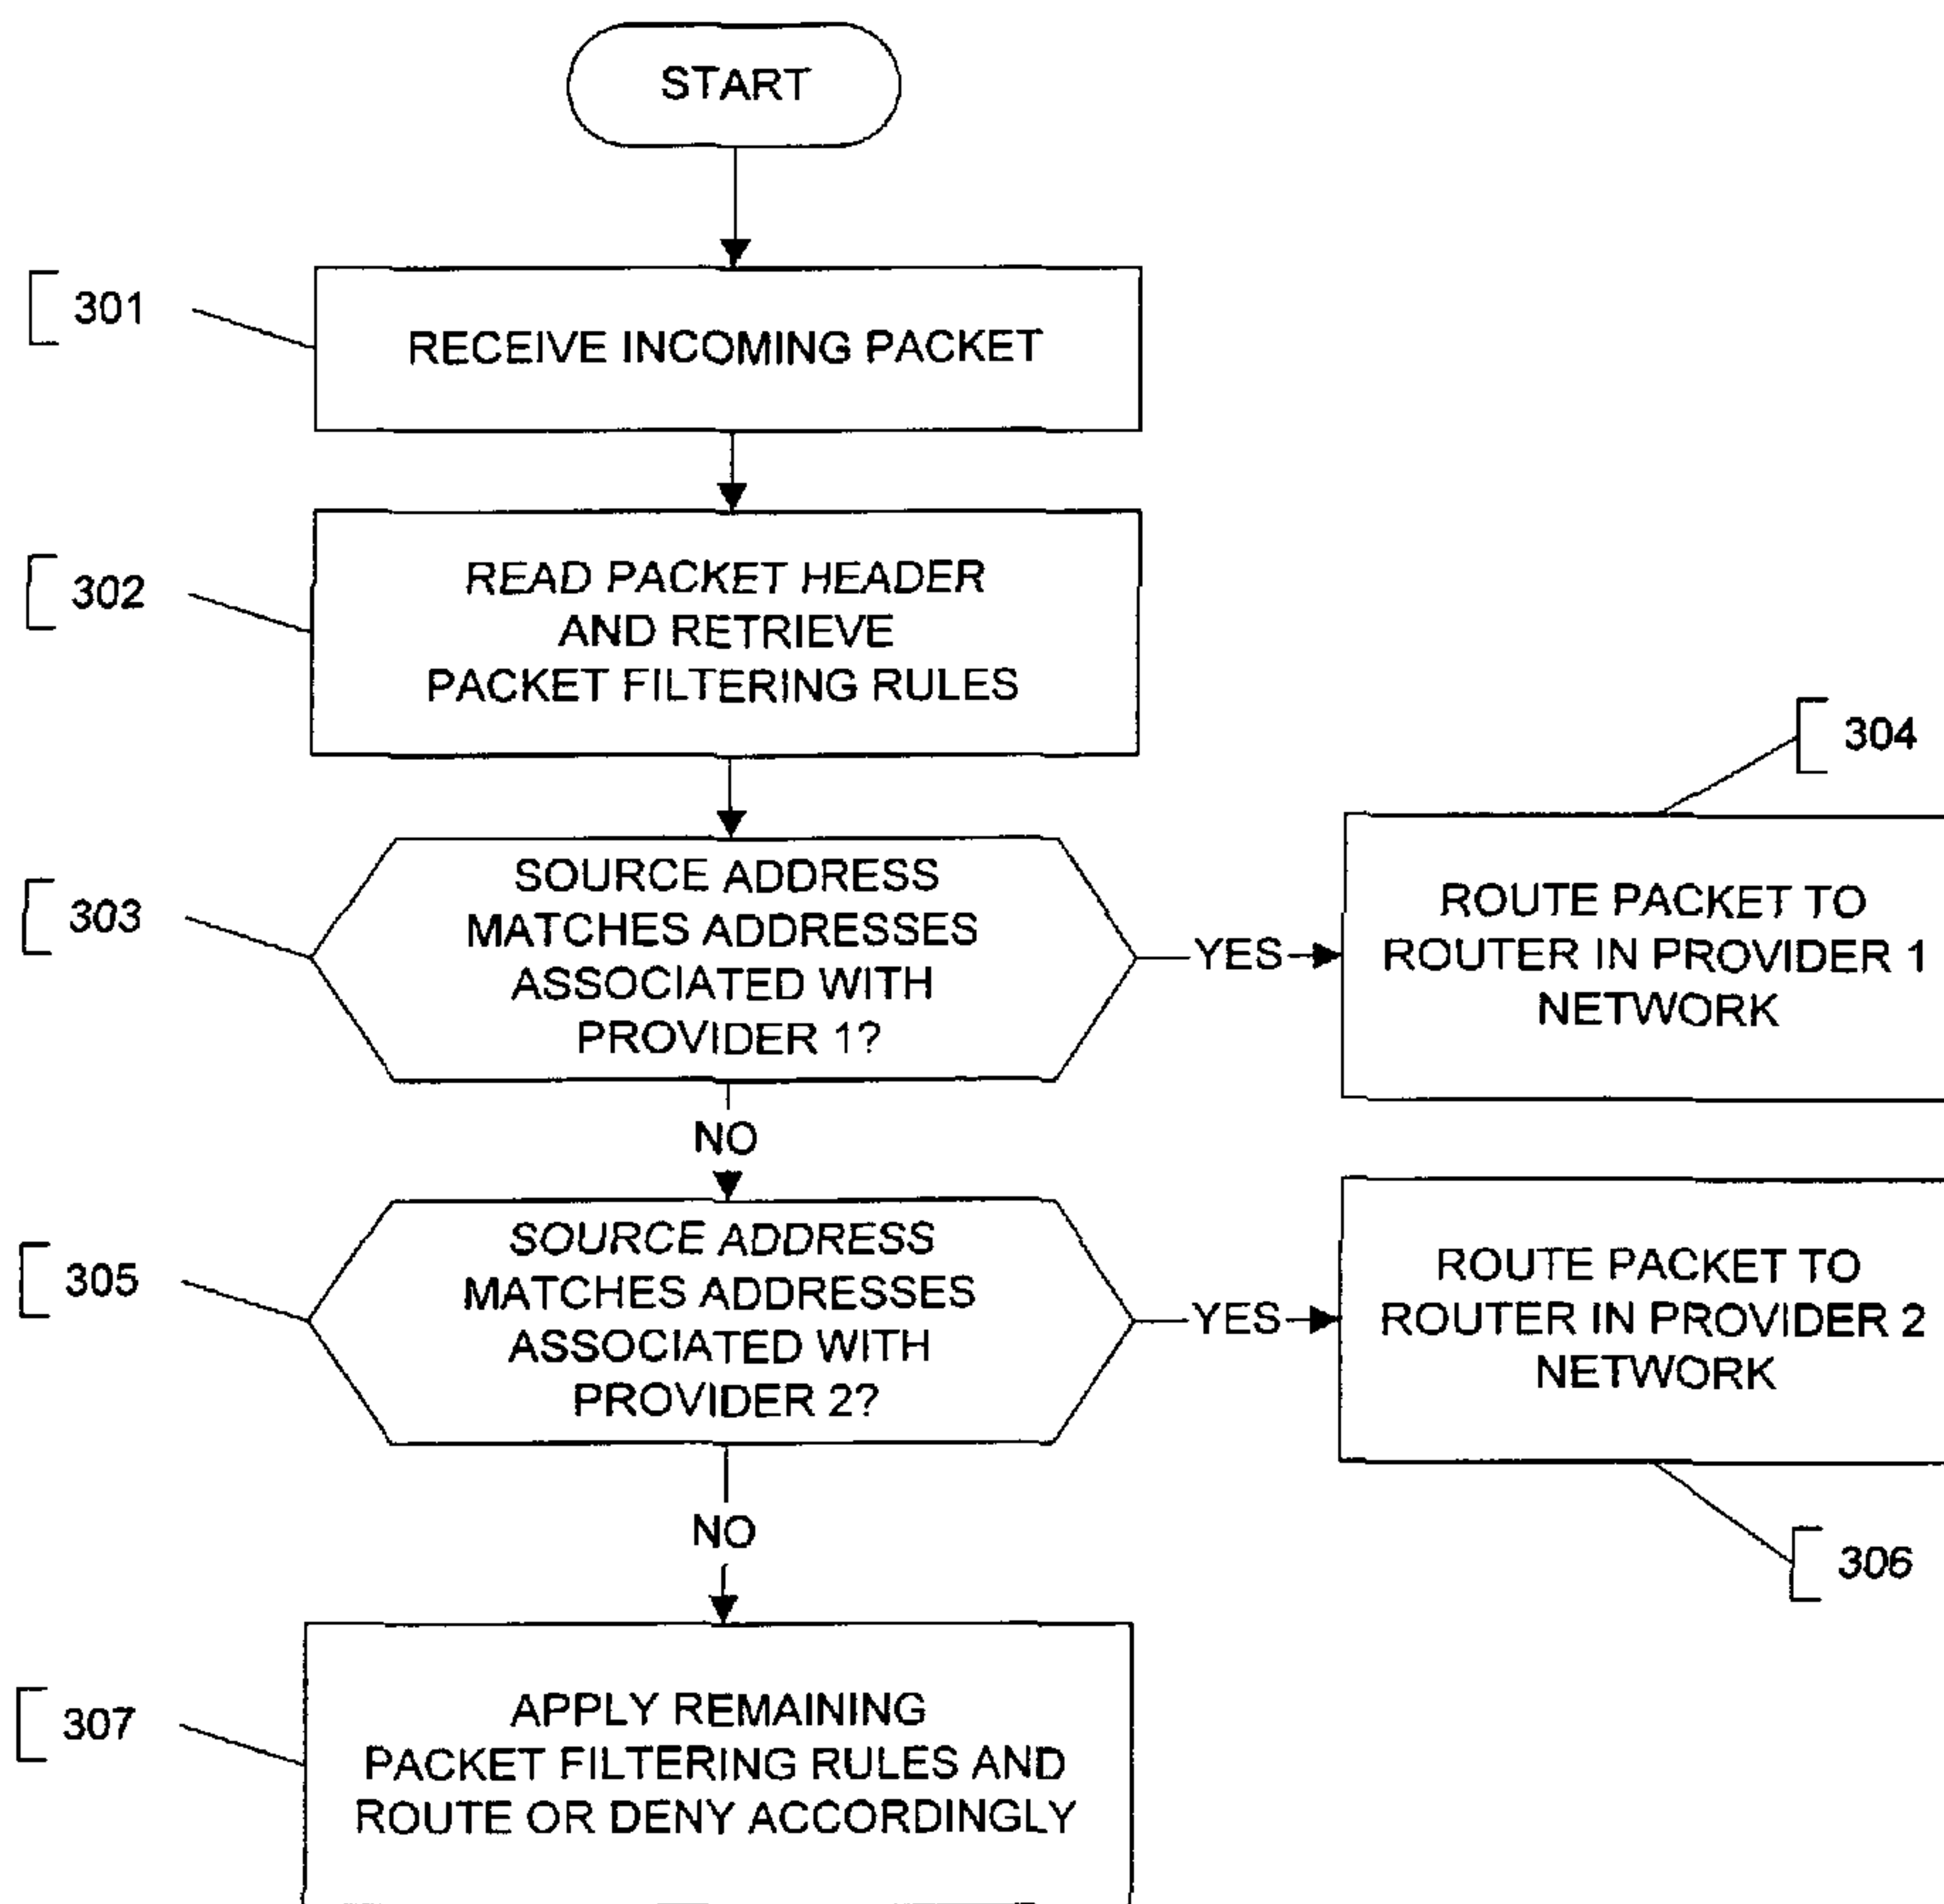 START
301
RECEIVE INCOMING PACKET
302
READ PACKET HEADER
AND RETRIEVE
PACKET FILTERING RULES
304
303
SOURCE ADDRESS
MATCHES ADDRESSES
ASSOCIATED WITH
PROVIDER 1?
YES
ROUTE PACKET TO
ROUTER IN PROVIDER 1
NETWORK
NO
305
SOURCE ADDRESS
MATCHES ADDRESSES
ASSOCIATED WITH
PROVIDER 2?
YES
ROUTE PACKET TO
ROUTER IN PROVIDER 2
NETWORK
NO
306
307
APPLY REMAINING
PACKET FILTERING RULES AND
ROUTE OR DENY ACCORDINGLY